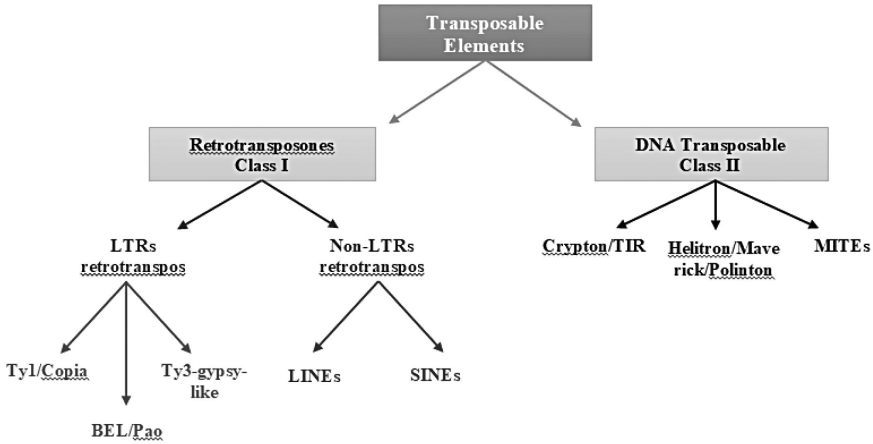 Transposable
Elements
Retrotransposones
Class I
DNA Transposable
Class II
LTRs
retrotranspos
Non-LTRs
retrotranspos
Crypton/TIR
Helitron/Mave
rick/Polinton
MITEs
Ty1/Copia
BEL/Pao
Ty3-gypsy-
like
LINEs
SINEs